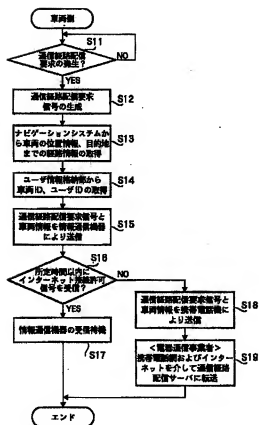 車両側
S11
通信経路配信
要求の発生？
NO
YES
S12
通信経路配信要求
信号の生成
S13
ナビゲーションシステムか
ら車両の位置情報、目的地
までの経路情報の取得
S14
ユーザ情報格納部から
車両ID、ユーザIDの取得
S15
通信経路配信要求信号と
車両情報を情報通信機器
により送信
S16
所定時間以内に
インターネット接続許可
信号を受信？
NO
YES
情報通信機器の受信待機
S17
通信経路配信要求信号と
車両情報を携帯電話機に
より送信
S18
＜電話通信事業者＞
携帯電話網およびインター
ネットを介して通信経路
配信サーバに転送
S19
エンド